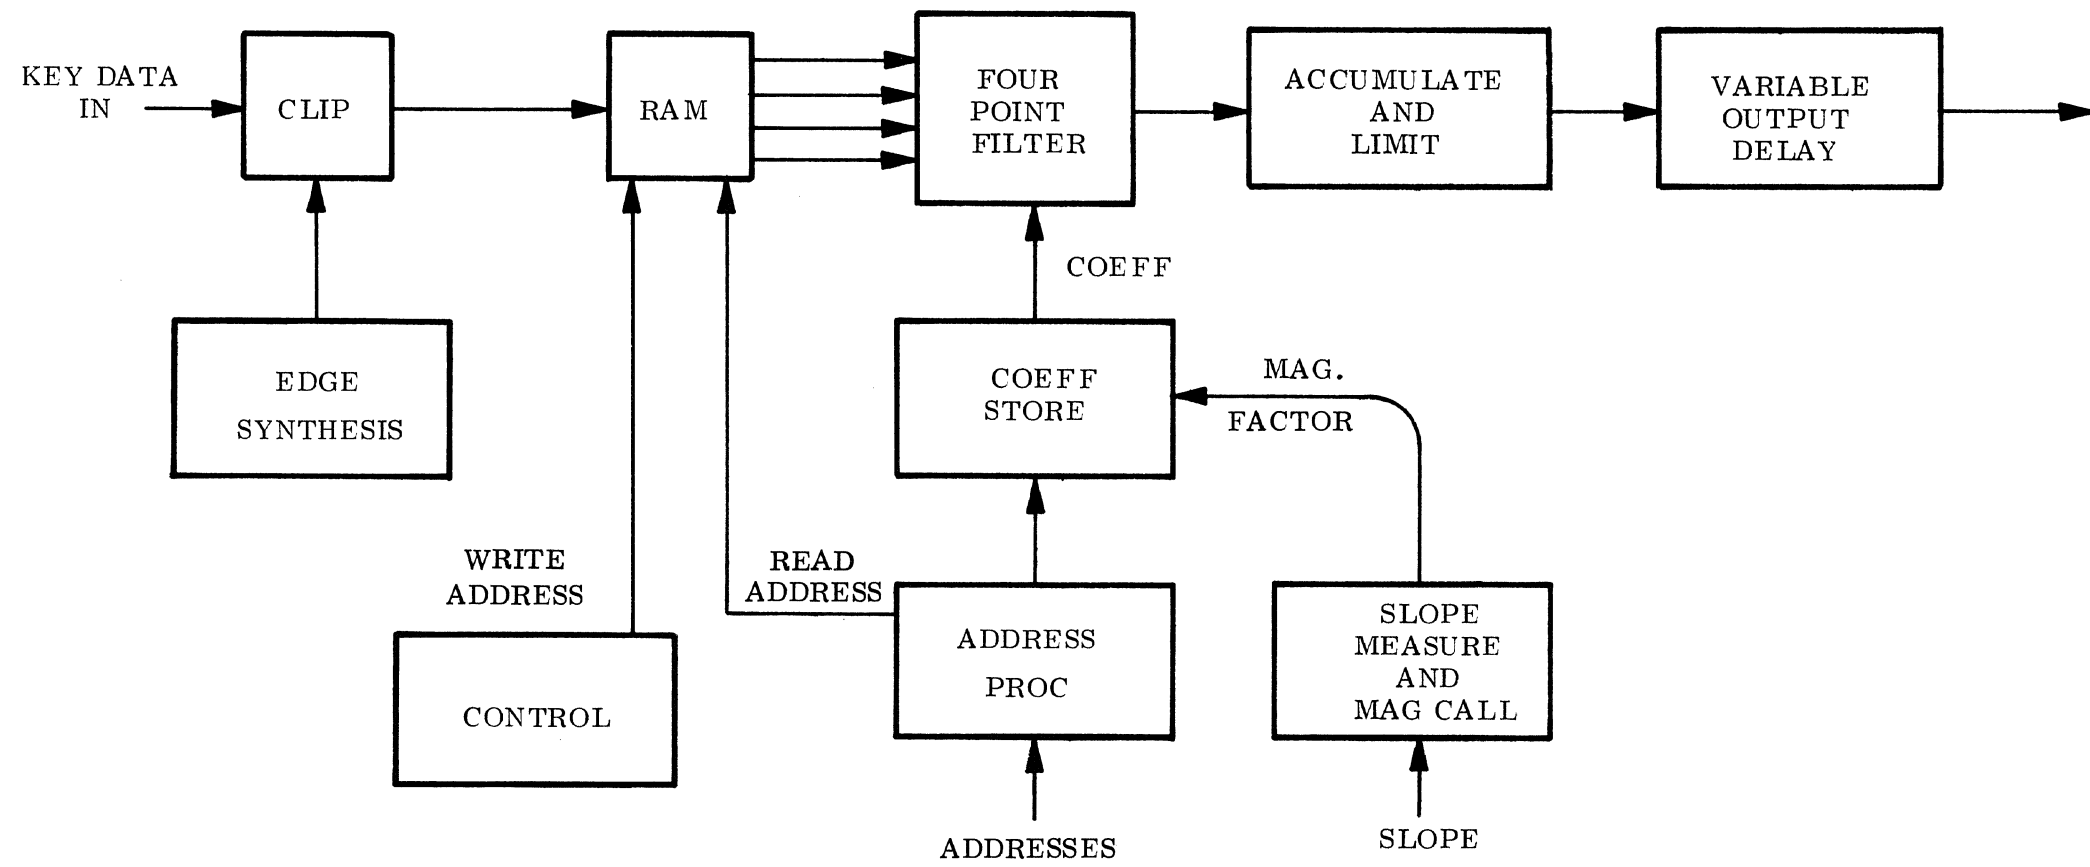 KEY DATA
IN
CLIP
RAM
FOUR
POINT
FILTER
ACCUMULATE
AND
LIMIT
VARIABLE
OUTPUT
DELAY
COEFF
EDGE
SYNTHESIS
COEFF
STORE
MAG.
FACTOR
WRITE
ADDRESS
READ
ADDRESS
CONTROL
ADDRESS
PROC
SLOPE
MEASURE
AND
MAG CALL
ADDRESSES
SLOPE